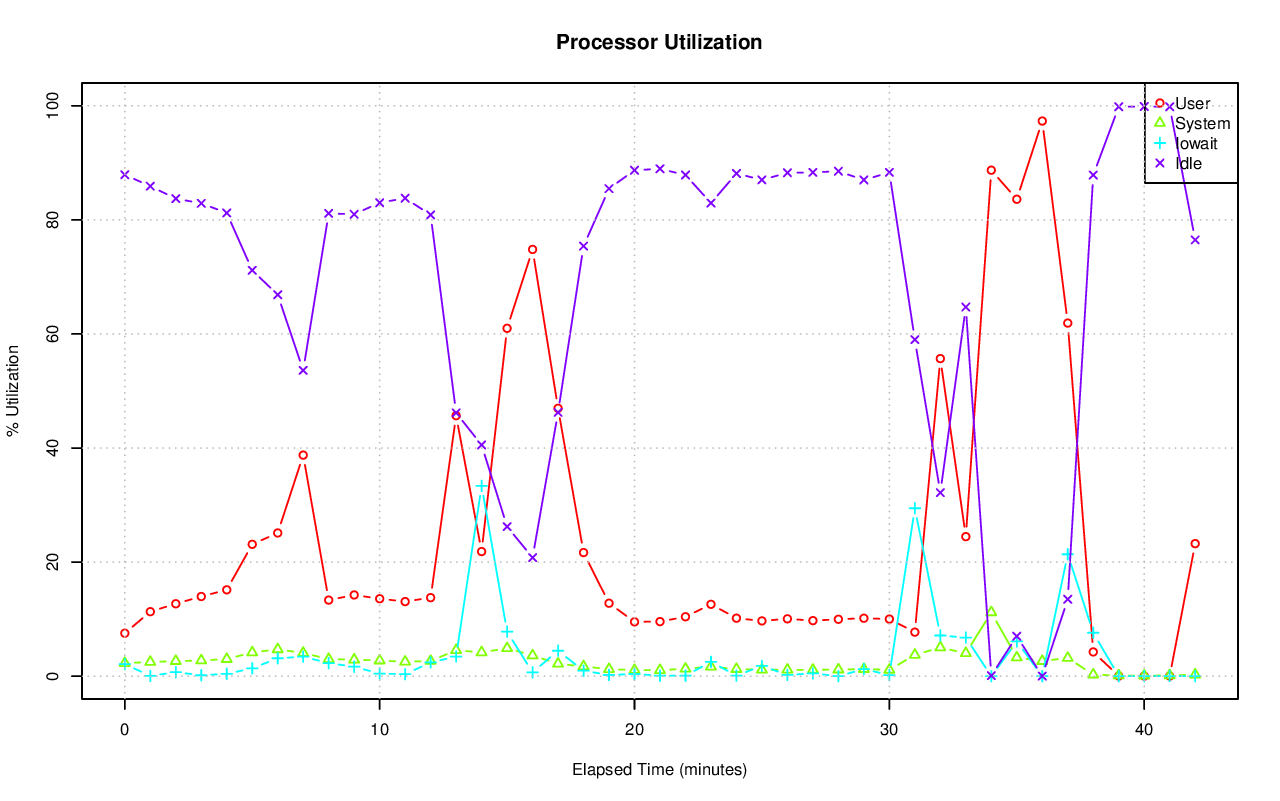 Processor Utilization
% Utilization
100
80
60
40
20
0
User
System
Iowait
Idle
0 10 20 30 40
Elapsed Time (minutes)